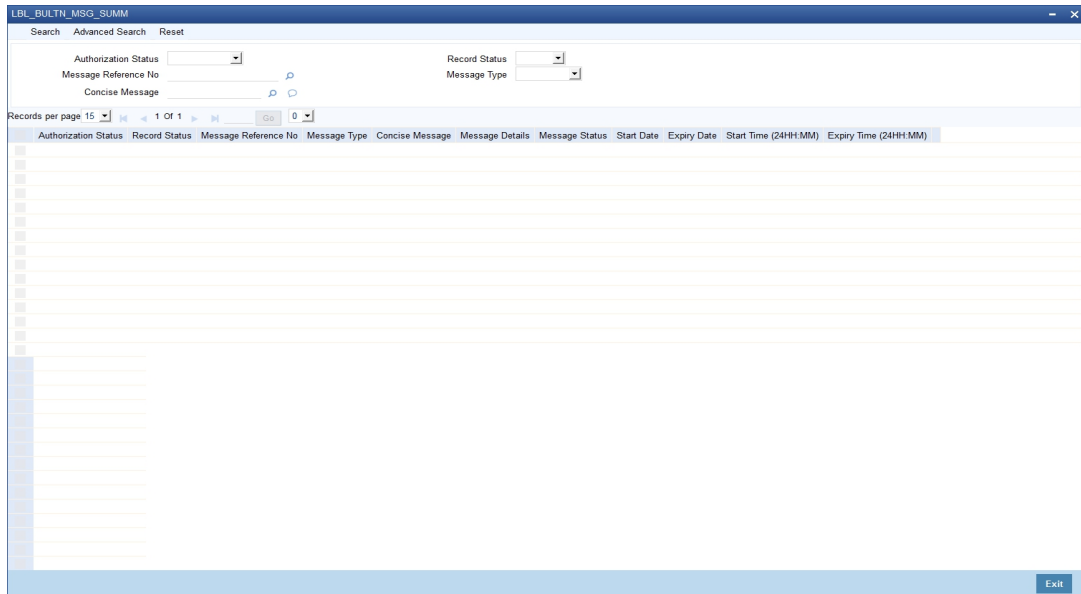 LBL_BULTN_MSG_SUMM
Search Advanced Search Reset
Authorization Status Record Status
Message Reference No Message Type
Concise Message
Records per page 15 1 Of 1 Go 0
Authorization Status Record Status Message Reference No Message Type Concise Message Message Details Message Status Start Date Expiry Date Start Time (24HH:MM) Expiry Time (24HH:MM)
Exit